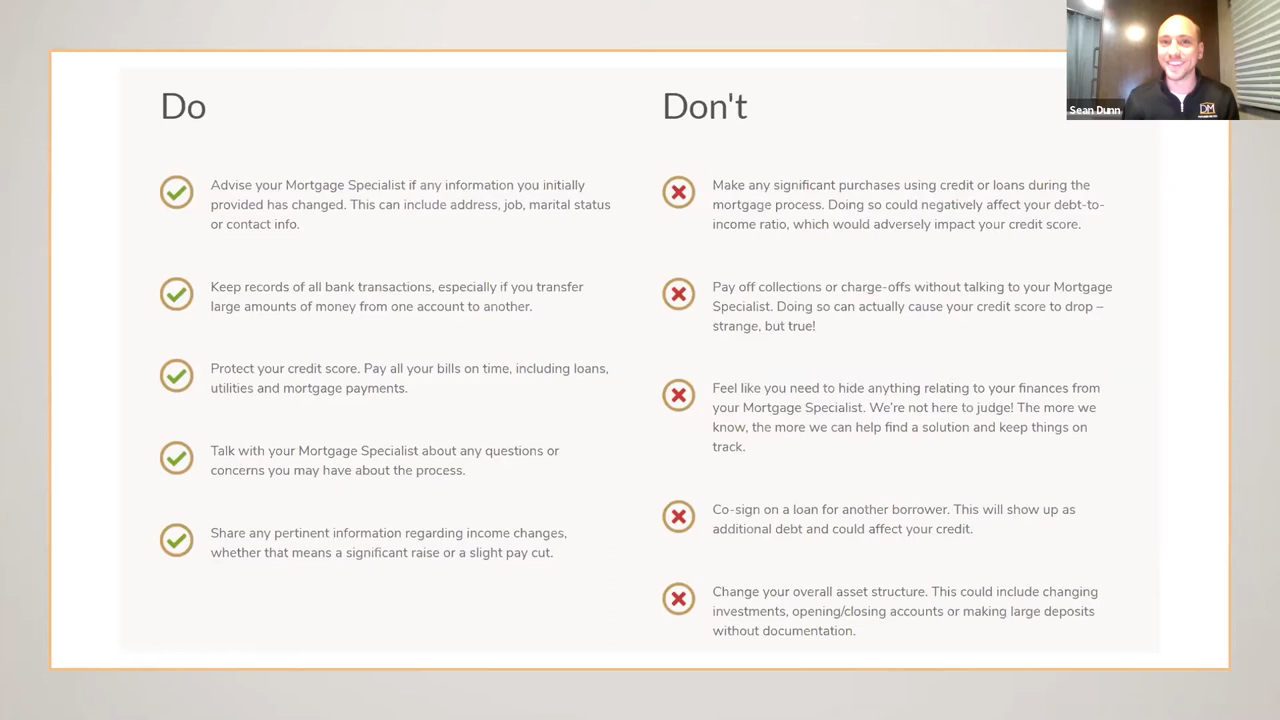 Do
Advise your Mortgage Specialist if any information you initially
provided has changed. This can include address, job, marital status
or contact info.
Keep records of all bank transactions, especially if you transfer
large amounts of money from one account to another.
Protect your credit score. Pay all your bills on time, including loans,
utilities and mortgage payments.
Talk with your Mortgage Specialist about any questions or
concerns you may have about the process.
Share any pertinent information regarding income changes,
whether that means a significant raise or a slight pay cut.
Don't
Make any significant purchases using credit or loans during the
mortgage process. Doing so could negatively affect your debt-to-
income ratio, which would adversely impact your credit score.
Pay off collections or charge-offs without talking to your Mortgage
Specialist. Doing so can actually cause your credit score to drop –
strange, but true!
Feel like you need to hide anything relating to your finances from
your Mortgage Specialist. We're not here to judge! The more we
know, the more we can help find a solution and keep things on
track.
Co-sign on a loan for another borrower. This will show up as
additional debt and could affect your credit.
Change your overall asset structure. This could include changing
investments, opening/closing accounts or making large deposits
without documentation.
Sean Dunn
DM